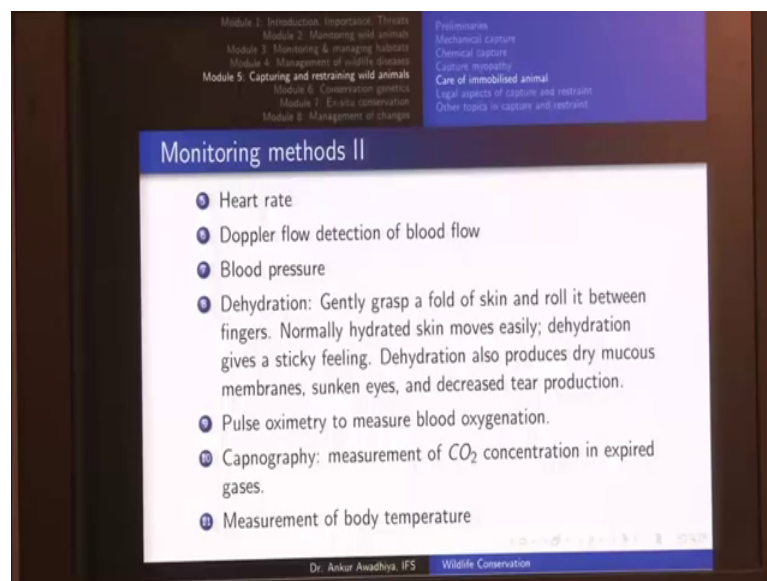 Module 1: Introduction, Importance, Threats
Module 2: Monitoring wild animals
Module 3: Monitoring & managing habitats
Module 4: Management of wildlife diseases
Module 5: Capturing and restraining wild animals
Module 6: Conservation genetics
Module 7: Ex-situ conservation
Module 8: Management of changes
Preliminaries
Mechanical capture
Chemical capture
Capture myopathy
Care of immobilised animal
Legal aspects of capture and restraint
Other topics in capture and restraint
Monitoring methods II
5 Heart rate
6 Doppler flow detection of blood flow
7 Blood pressure
8 Dehydration: Gently grasp a fold of skin and roll it between
fingers. Normally hydrated skin moves easily; dehydration
gives a sticky feeling. Dehydration also produces dry mucous
membranes, sunken eyes, and decreased tear production.
9 Pulse oximetry to measure blood oxygenation.
10 Capnography: measurement of CO₂ concentration in expired
gases.
11 Measurement of body temperature
Dr. Ankur Awadhiya, IFS
Wildlife Conservation